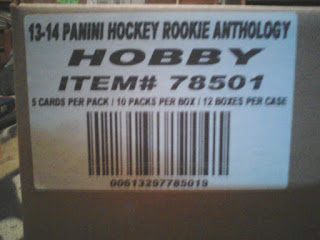 13-14 PANINI HOCKEY ROOKIE ANTHOLOGY
HOBBY
ITEM# 78501
5 CARDS PER PACK / 10 PACKS PER BOX / 12 BOXES PER CASE
00613297785019